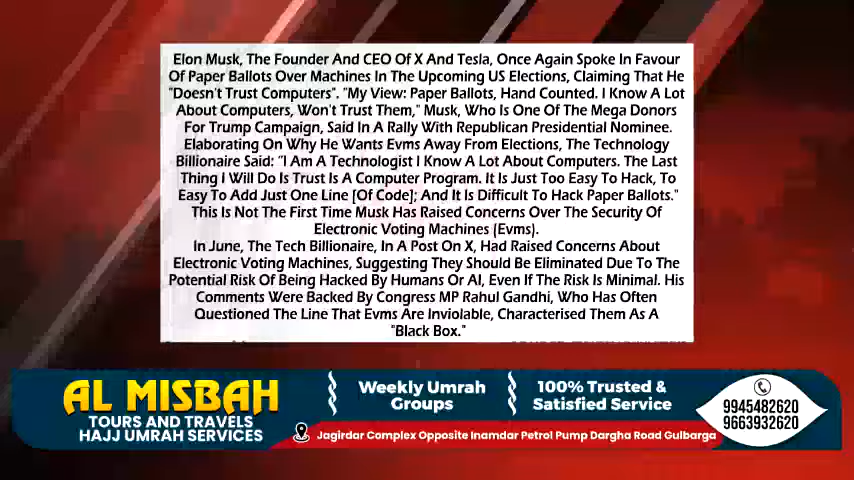 Elon Musk, The Founder And CEO Of X And Tesla, Once Again Spoke In Favour
Of Paper Ballots Over Machines In The Upcoming US Elections, Claiming That He
"Doesn't Trust Computers". "My View: Paper Ballots, Hand Counted. I Know A Lot
About Computers, Won't Trust Them," Musk, Who Is One Of The Mega Donors
For Trump Campaign, Said In A Rally With Republican Presidential Nominee.
Elaborating On Why He Wants Evms Away From Elections, The Technology
Billionaire Said: "I Am A Technologist I Know A Lot About Computers. The Last
Thing I Will Do Is Trust Is A Computer Program. It Is Just Too Easy To Hack, To
Easy To Add Just One Line [Of Code]; And It Is Difficult To Hack Paper Ballots."
This Is Not The First Time Musk Has Raised Concerns Over The Security Of
Electronic Voting Machines (Evms).
In June, The Tech Billionaire, In A Post On X, Had Raised Concerns About
Electronic Voting Machines, Suggesting They Should Be Eliminated Due To The
Potential Risk Of Being Hacked By Humans Or AI, Even If The Risk Is Minimal. His
Comments Were Backed By Congress MP Rahul Gandhi, Who Has Often
Questioned The Line That Evms Are Inviolable, Characterised Them As A
"Black Box."
AL MISBAH
TOURS AND TRAVELS
HAJJ UMRAH SERVICES
Weekly Umrah
Groups
100% Trusted &
Satisfied Service
9945482620
9663932620
Jagirdar Complex Opposite Inamdar Petrol Pump Dargha Road Gulbarga